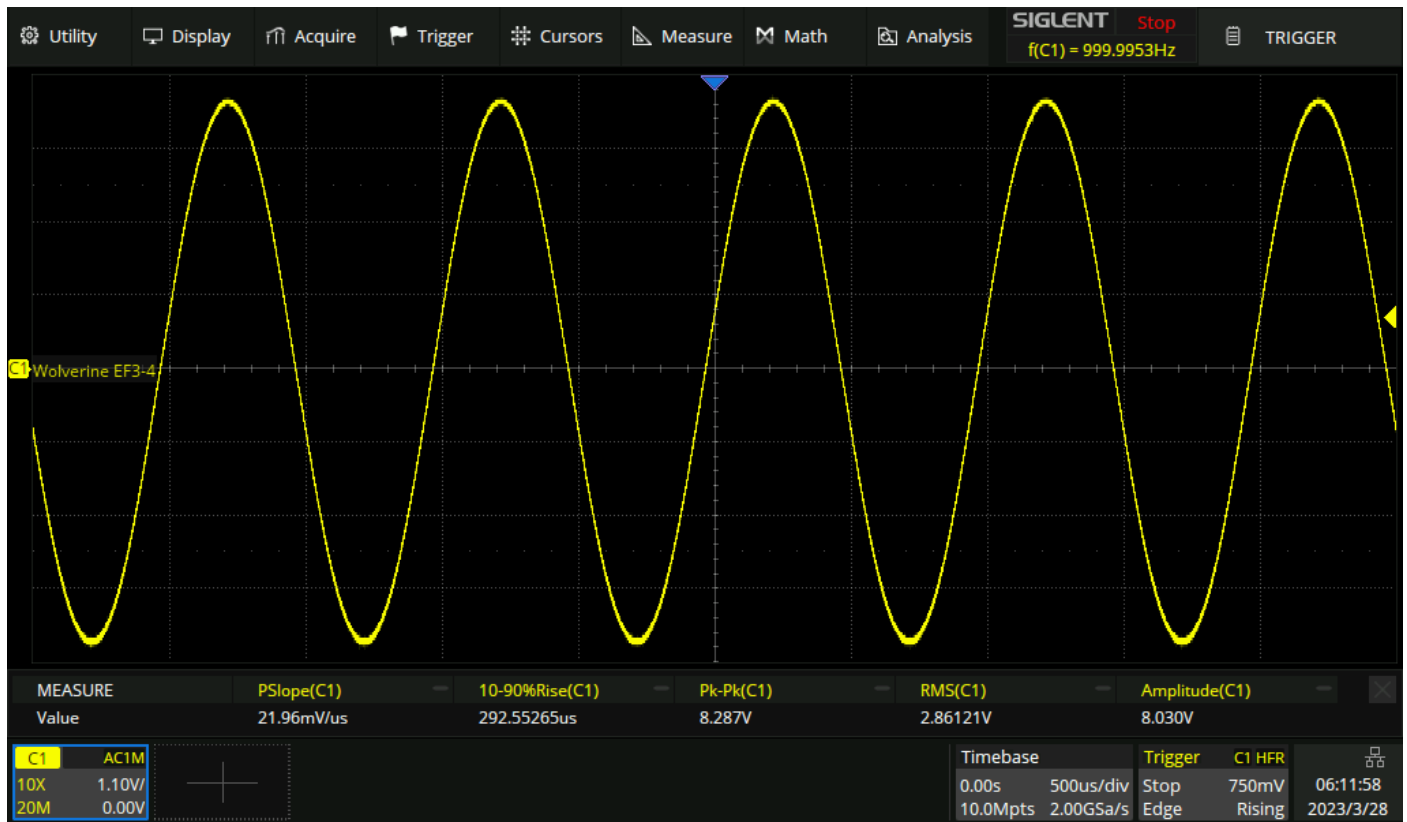 Utility Display Acquire Trigger Cursors Measure Math Analysis SIGLENT Stop TRIGGER
f(C1) = 999.9953Hz
C1 Wolverine EF3-4
MEASURE PSlope(C1) 10-90%Rise(C1) Pk-Pk(C1) RMS(C1) Amplitude(C1)
Value 21.96mV/us 292.55265us 8.287V 2.86121V 8.030V
C1 AC1M Timebase Trigger C1 HFR
10X 1.10V/ 0.00s 500us/div Stop 750mV 06:11:58
20M 0.00V 10.0Mpts 2.00GSa/s Edge Rising 2023/3/28